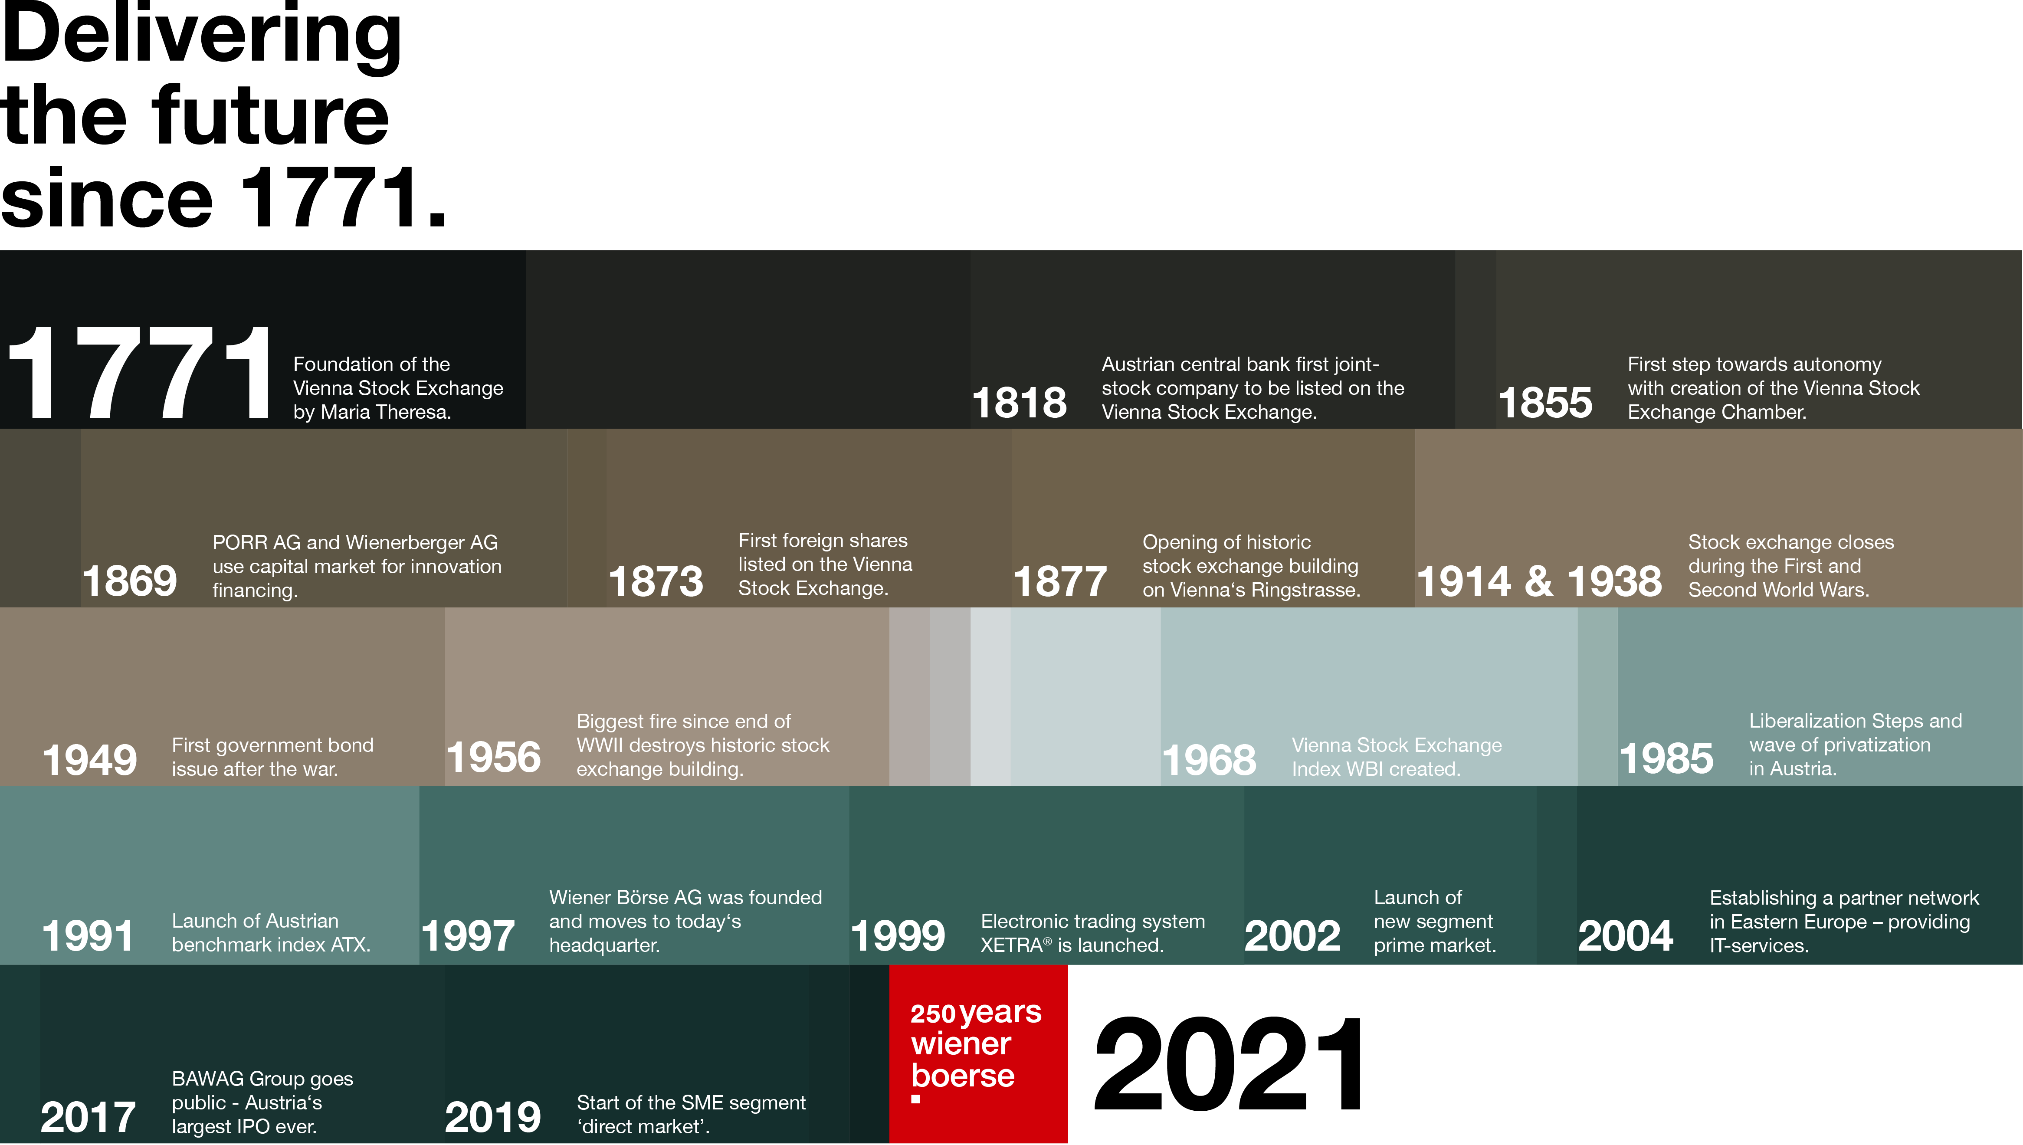 Delivering
the future
since 1771.
1771
Foundation of the
Vienna Stock Exchange
by Maria Theresa.
1818
Austrian central bank first joint-
stock company to be listed on the
Vienna Stock Exchange.
1855
First step towards autonomy
with creation of the Vienna Stock
Exchange Chamber.
1869
PORR AG and Wienerberger AG
use capital market for innovation
financing.
1873
First foreign shares
listed on the Vienna
Stock Exchange.
1877
Opening of historic
stock exchange building
on Vienna‘s Ringstrasse.
1914 & 1938
Stock exchange closes
during the First and
Second World Wars.
1949
First government bond
issue after the war.
1956
Biggest fire since end of
WWII destroys historic stock
exchange building.
1968
Vienna Stock Exchange
Index WBI created.
1985
Liberalization Steps and
wave of privatization
in Austria.
1991
Launch of Austrian
benchmark index ATX.
1997
Wiener Börse AG was founded
and moves to today‘s
headquarter.
1999
Electronic trading system
XETRA® is launched.
2002
Launch of
new segment
prime market.
2004
Establishing a partner network
in Eastern Europe – providing
IT-services.
2017
BAWAG Group goes
public - Austria‘s
largest IPO ever.
2019
Start of the SME segment
‘direct market’.
250 years
wiener
boerse
2021